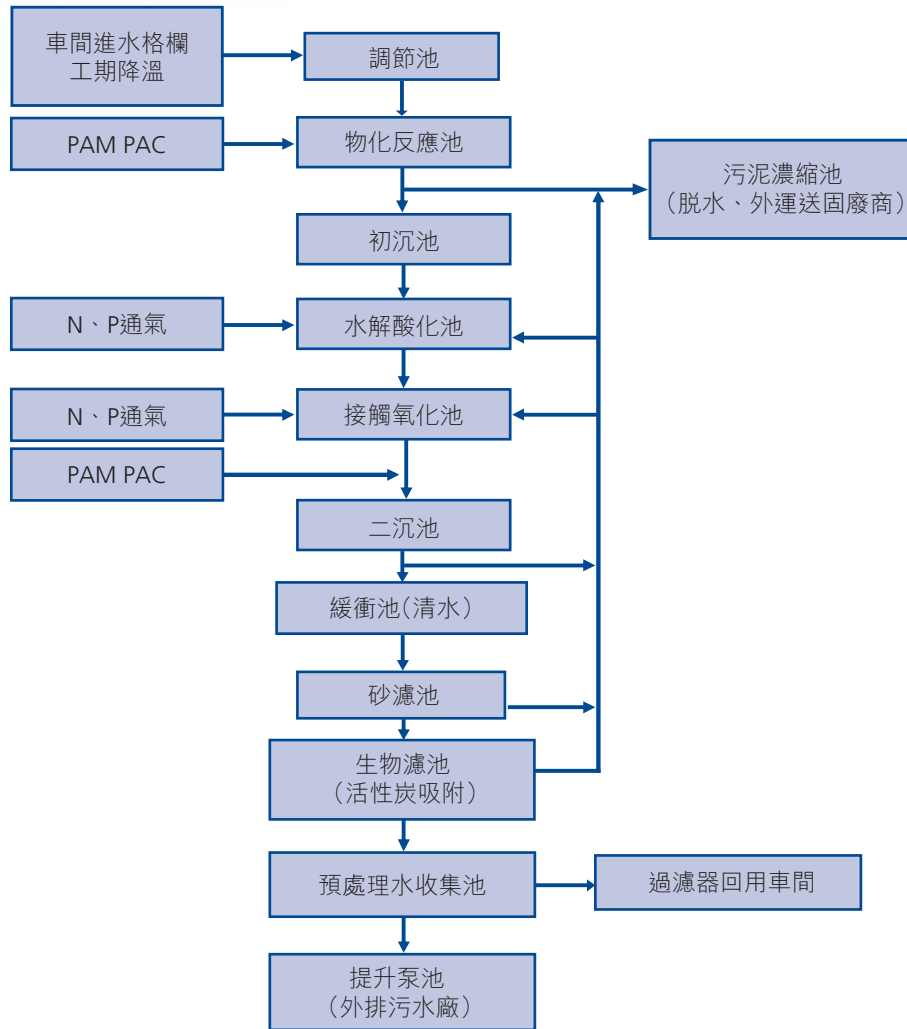 車間進水格欄
工期降溫
調節池
PAM PAC
物化反應池
污泥濃縮池
（脱水、外運送固廢商）
初沉池
N、P通氣
水解酸化池
N、P通氣
接觸氧化池
PAM PAC
二沉池
緩衝池(清水）
砂濾池
生物濾池
（活性炭吸附）
預處理水收集池
過濾器回用車間
提升泵池
（外排污水廠）